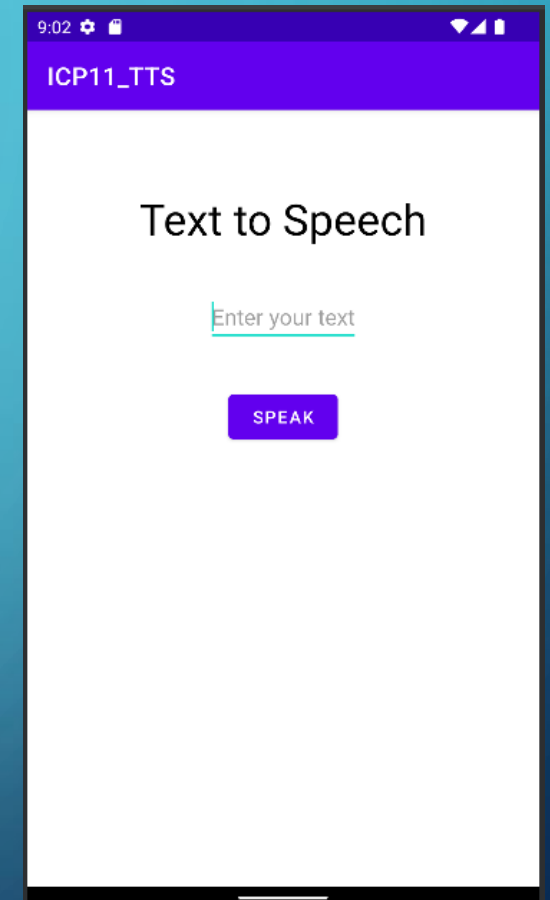 9:02
ICP11_TTS
Text to Speech
Enter your text
SPEAK